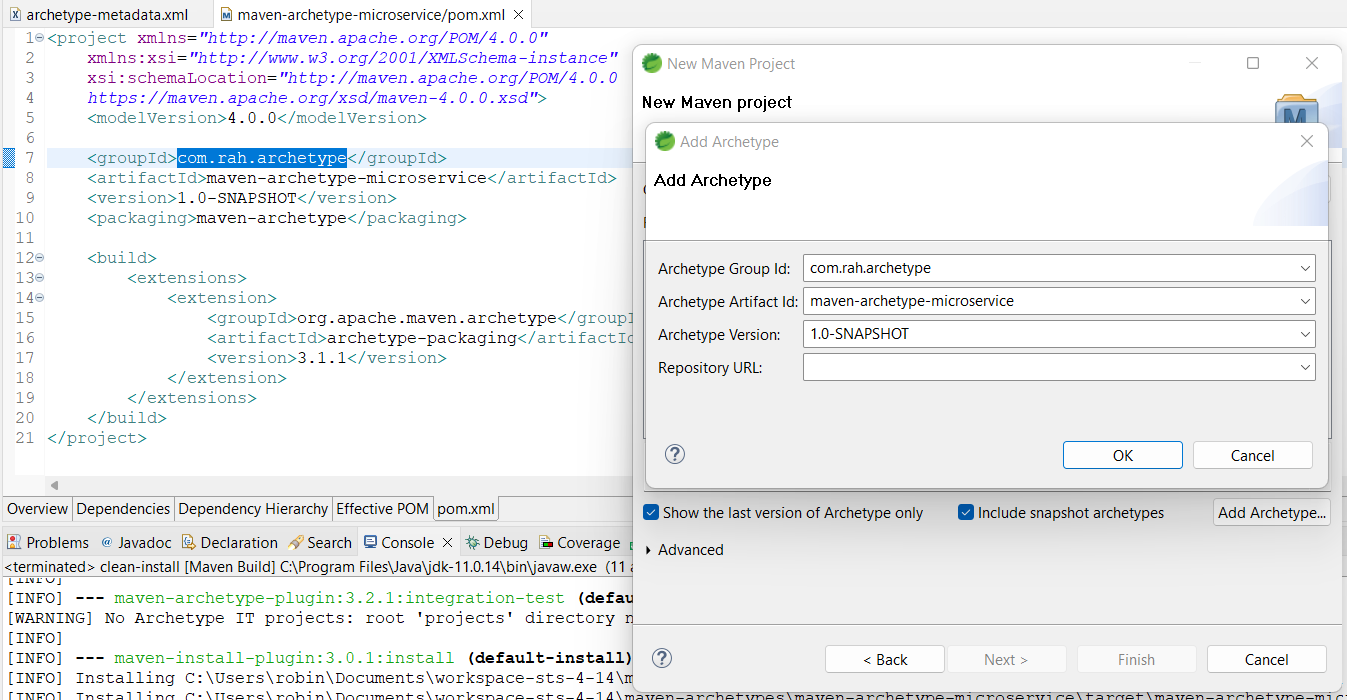 archetype-metadata.xml
maven-archetype-microservice/pom.xml
1 <project xmlns="http://maven.apache.org/POM/4.0.0"
2 xmlns:xsi="http://www.w3.org/2001/XMLSchema-instance"
3 xsi:schemaLocation="http://maven.apache.org/POM/4.0.0
4 https://maven.apache.org/xsd/maven-4.0.0.xsd">
5 <modelVersion>4.0.0</modelVersion>
6
7 <groupId>com.rah.archetype</groupId>
8 <artifactId>maven-archetype-microservice</artifactId>
9 <version>1.0-SNAPSHOT</version>
10 <packaging>maven-archetype</packaging>
11
12 <build>
13 <extensions>
14 <extension>
15 <groupId>org.apache.maven.archetype</group
16 <artifactId>archetype-packaging</artifactId
17 <version>3.1.1</version>
18 </extension>
19 </extensions>
20 </build>
21 </project>
Overview
Dependencies
Dependency Hierarchy
Effective POM
pom.xml
Problems
@ Javadoc
Declaration
Search
Console
Debug
Coverage
<terminated> clean-install [Maven Build] C:\Program Files\Java\jdk-11.0.14\bin\javaw.exe (11
[INFO]
[INFO] --- maven-archetype-plugin:3.2.1:integration-test (defau
[WARNING] No Archetype IT projects: root 'projects' directory
[INFO]
[INFO] --- maven-install-plugin:3.0.1:install (default-install)
[INFO] Installing C:\Users\robin\Documents\workspace-sts-4-14\
[INFO] Installing C:\Users\robin\Documents\workspace-sts-4-14\maven-archetypes\maven-archetype-microservice\target\maven-archetype-mic
New Maven Project
New Maven project
Add Archetype
Add Archetype
Archetype Group Id: com.rah.archetype
Archetype Artifact Id: maven-archetype-microservice
Archetype Version: 1.0-SNAPSHOT
Repository URL:
OK
Cancel
Show the last version of Archetype only
Include snapshot archetypes
Add Archetype...
Advanced
< Back
Next >
Finish
Cancel